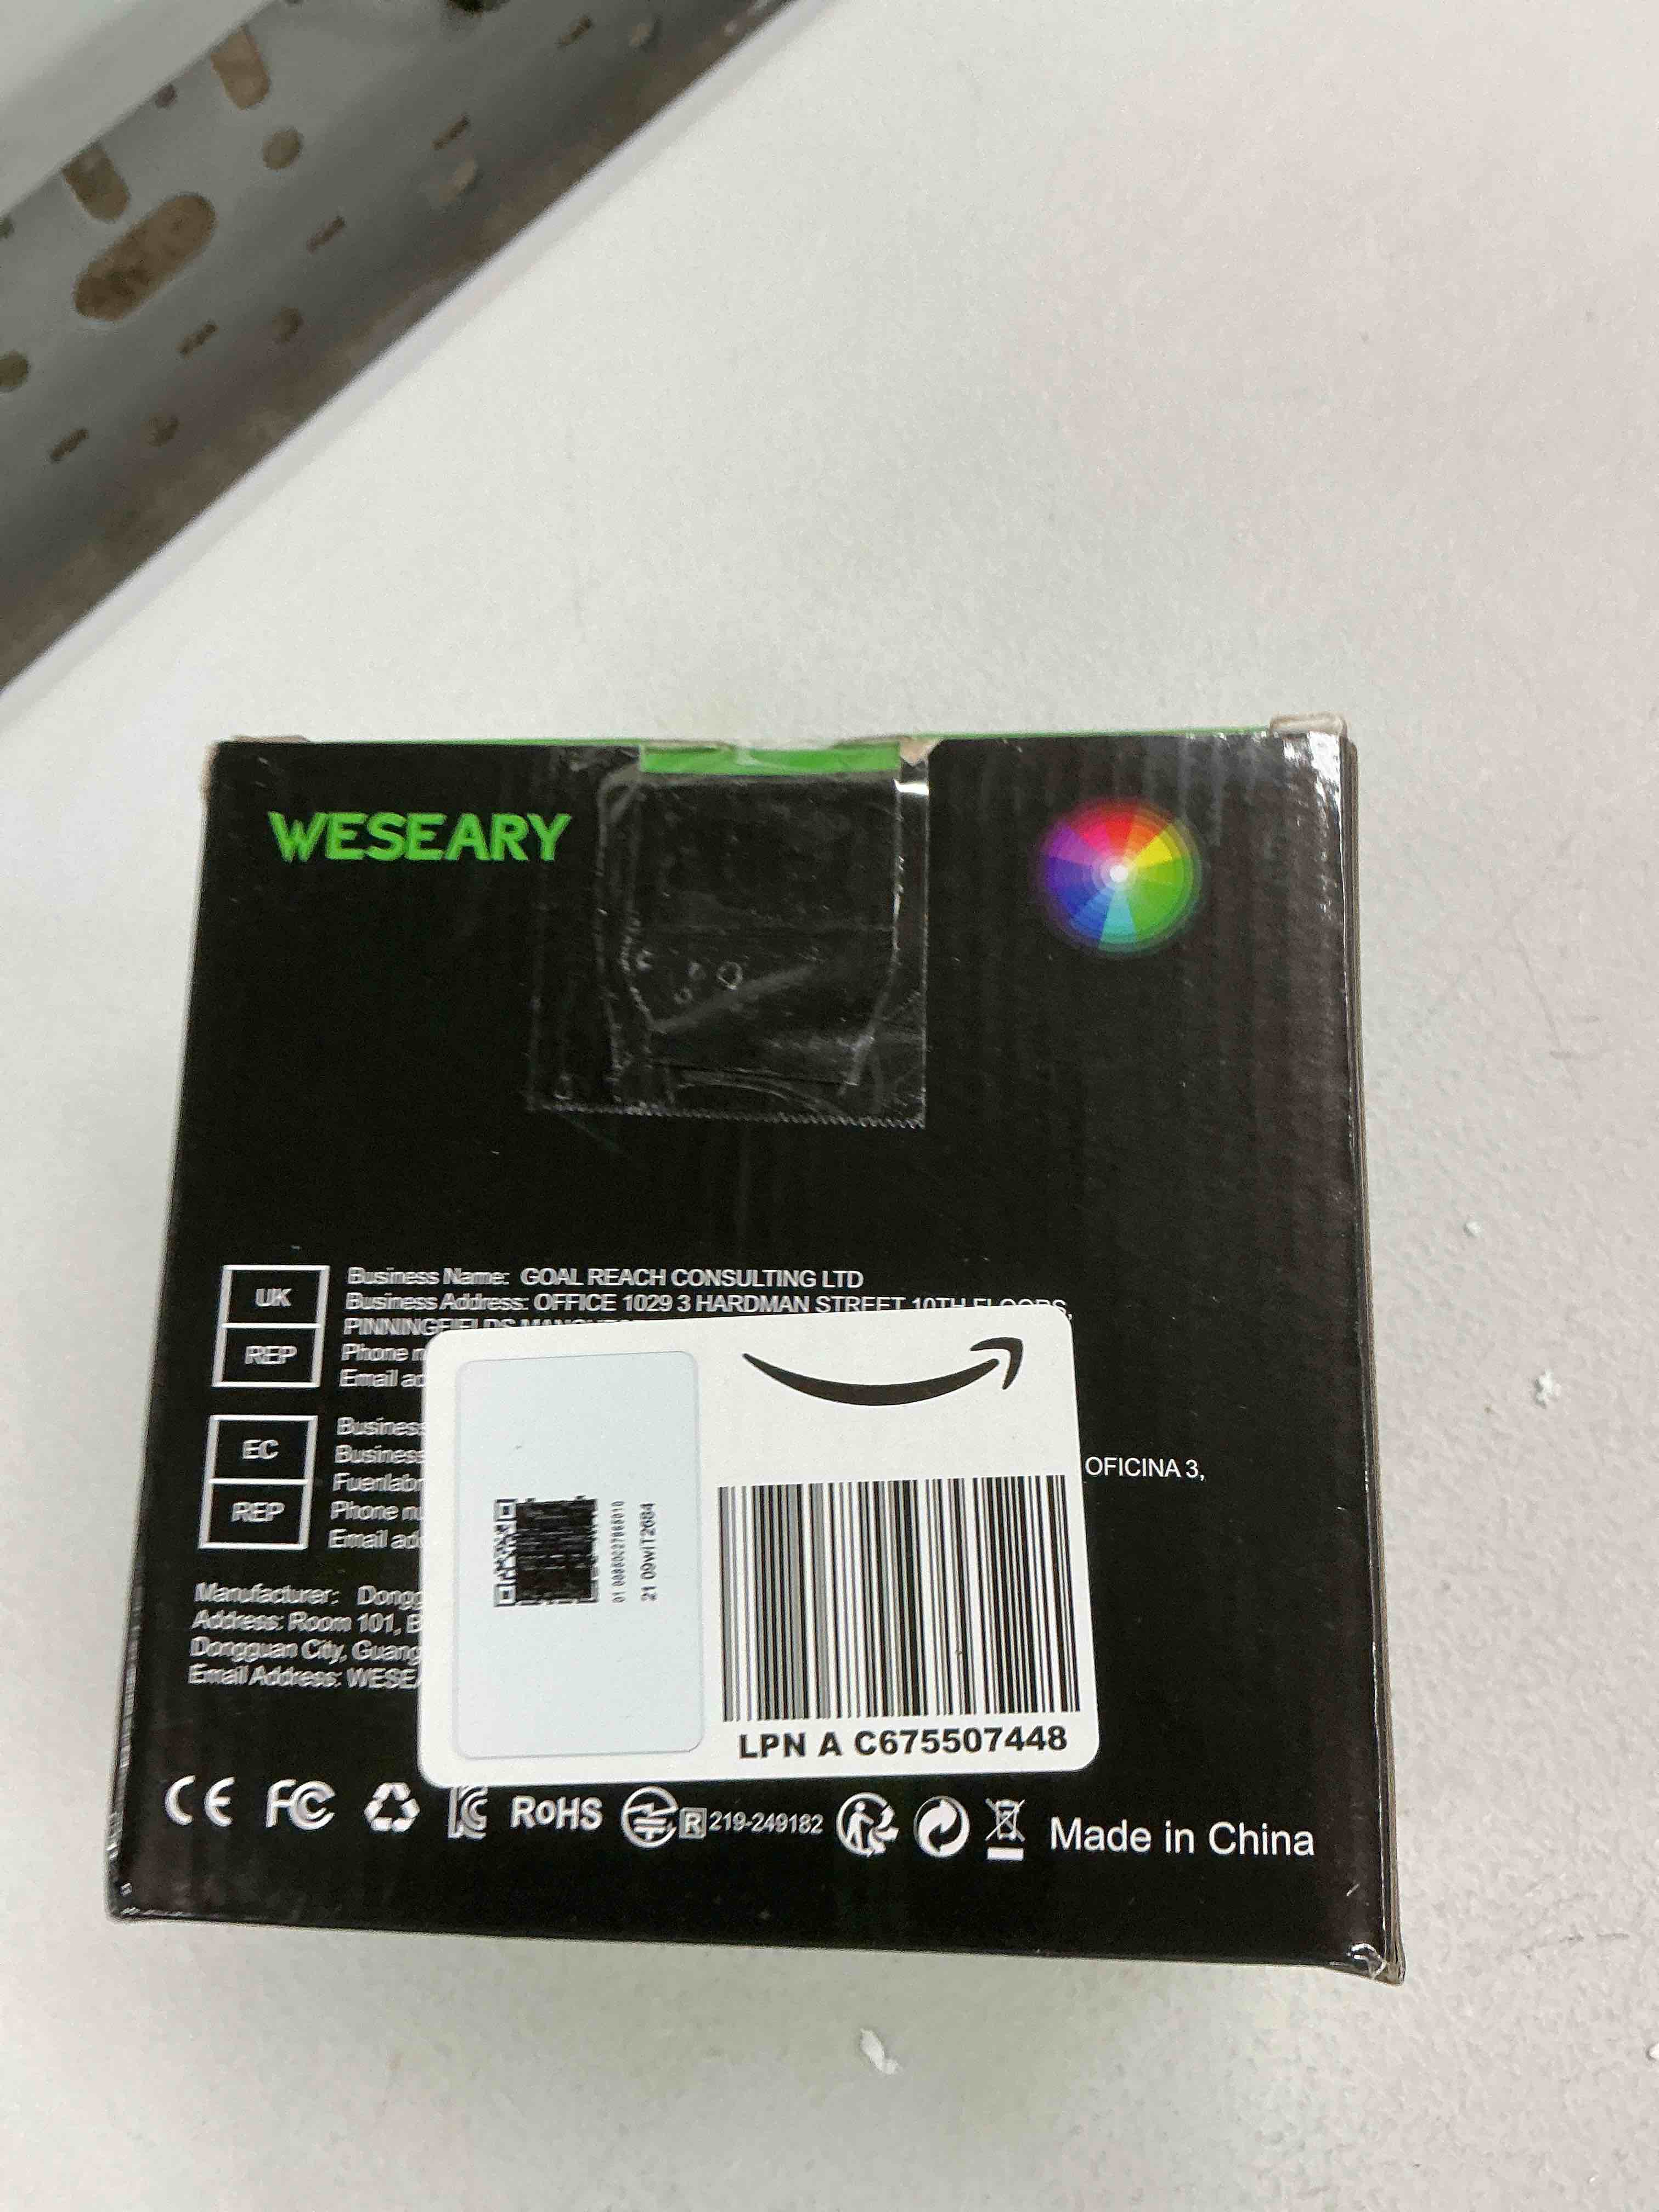 WESEARY
UK
REP
Business Name: GOAL REACH CONSULTING LTD
Business Address: OFFICE 1029 3 HARDMAN STREET 10TH FLOORS,
Phone
Email
EC
REP
Business
Business
OFICINA 3,
Phone
Email
Manufacturer:
Address: Room 101,
Dongguan City,
Email Address:
21 09wIT2684
LPN A C675507448
CE FC RoHS R 219-249182 Made in China